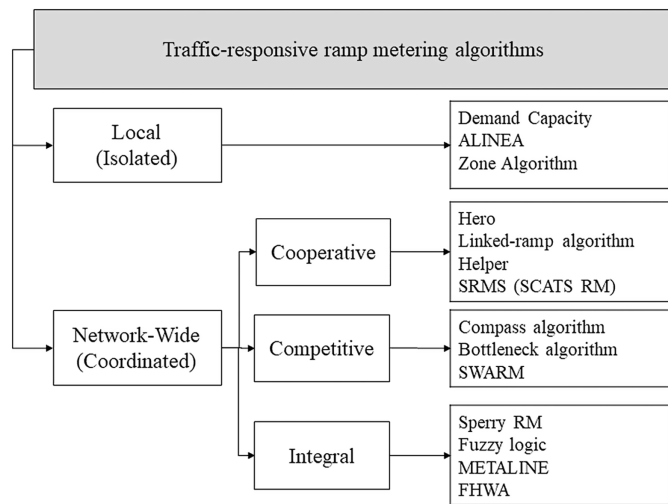 Traffic-responsive ramp metering algorithms
Local
(Isolated)
Demand Capacity
ALINEA
Zone Algorithm
Network-Wide
(Coordinated)
Cooperative
Hero
Linked-ramp algorithm
Helper
SRMS (SCATS RM)
Competitive
Compass algorithm
Bottleneck algorithm
SWARM
Integral
Sperry RM
Fuzzy logic
METALINE
FHWA